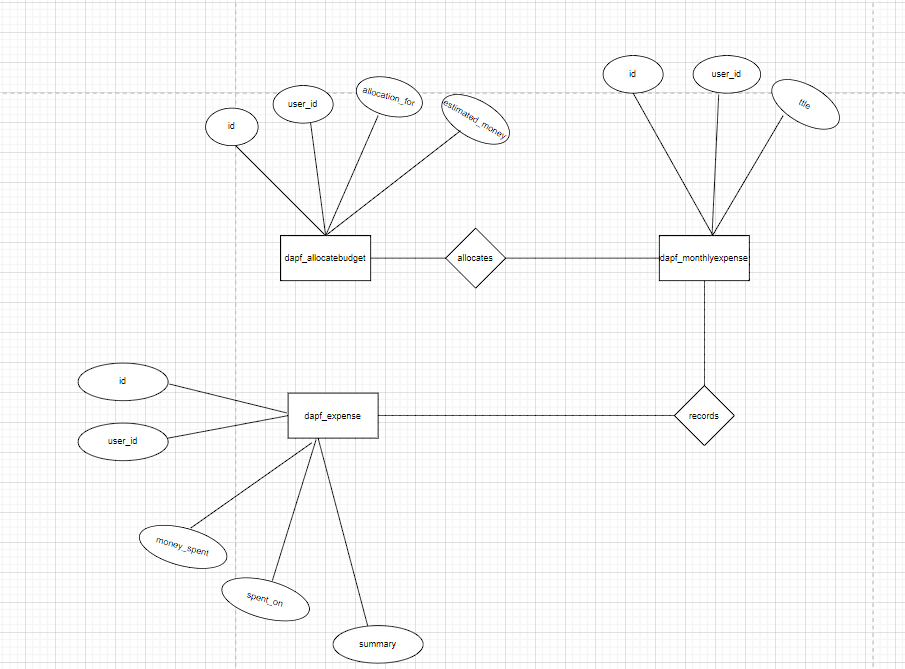 id
user_id
allocation_for
estimated_money
id
user_id
title
dapf_allocatebudget
allocates
dapf_monthlyexpense
id
user_id
dapf_expense
records
money_spent
spent_on
summary